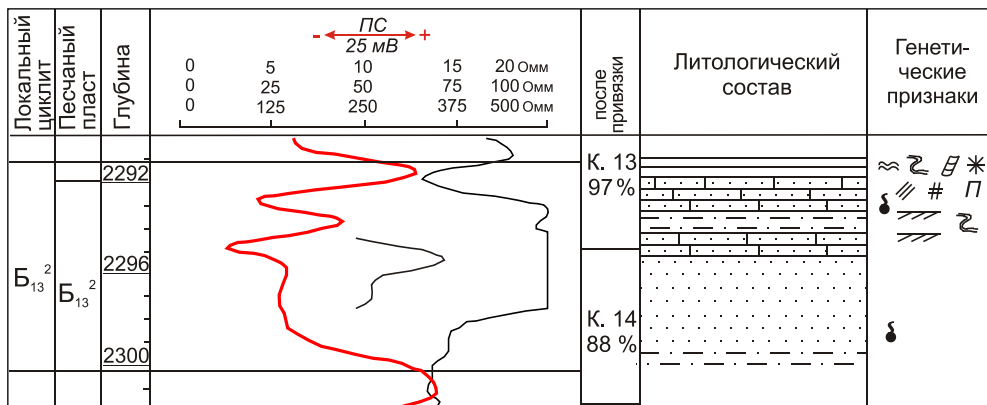 Локальный
циклит
Песчаный
пласт
Глубина
- ПС +
25 мВ
0 5 10 15 20 Омм
0 25 50 75 100 Омм
0 125 250 375 500 Омм
после
привязки
Литологический
состав
Генети-
ческие
признаки
2292
2296
2300
Б₁₃²
Б₁₃²
К. 13
97 %
К. 14
88 %
# П